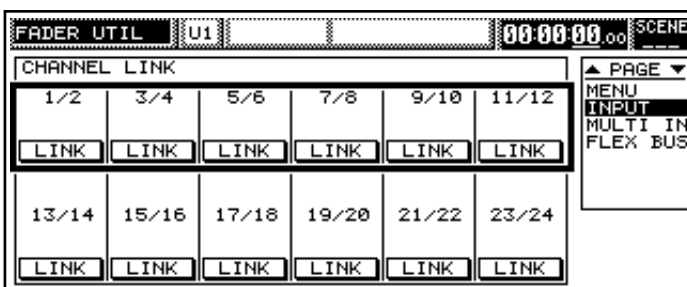 FADER UTIL U1 00:00:00.00 SCENE
---
CHANNEL LINK
▲ PAGE ▼
MENU
INPUT
MULTI IN
FLEX BUS
1/2 3/4 5/6 7/8 9/10 11/12
LINK LINK LINK LINK LINK LINK
13/14 15/16 17/18 19/20 21/22 23/24
LINK LINK LINK LINK LINK LINK